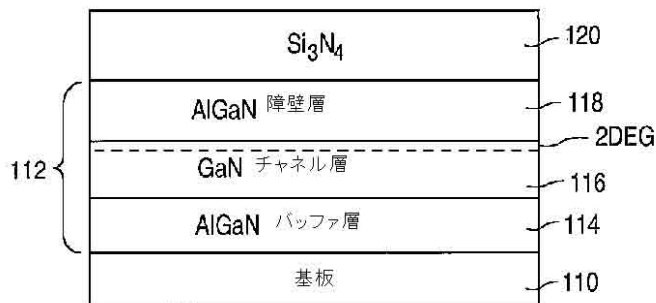 Si₃N₄
120
AlGaN 障壁層
118
2DEG
112
GaN チャネル層
116
AlGaN バッファ層
114
基板
110